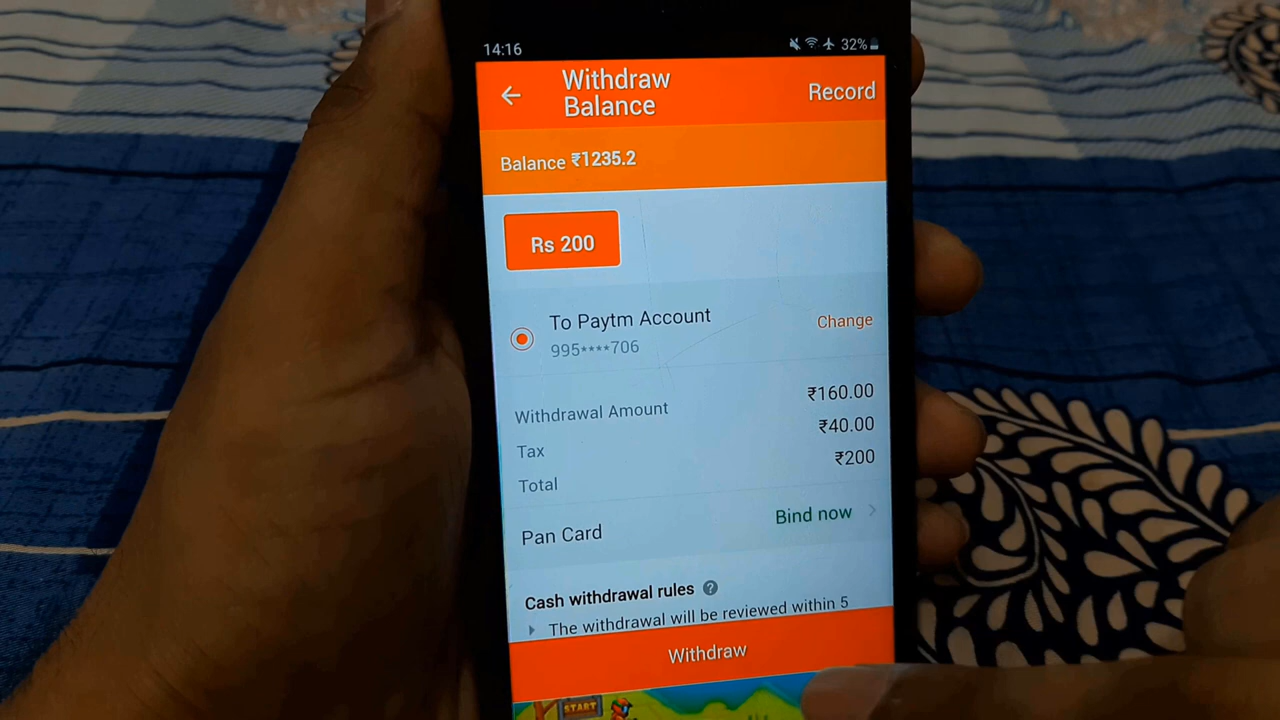 14:16 32%
Withdraw
Balance
Record
Balance ₹1235.2
Rs 200
To Paytm Account
995****706
Change
Withdrawal Amount ₹160.00
Tax ₹40.00
Total ₹200
Pan Card Bind now
Cash withdrawal rules ?
The withdrawal will be reviewed within 5
Withdraw
START